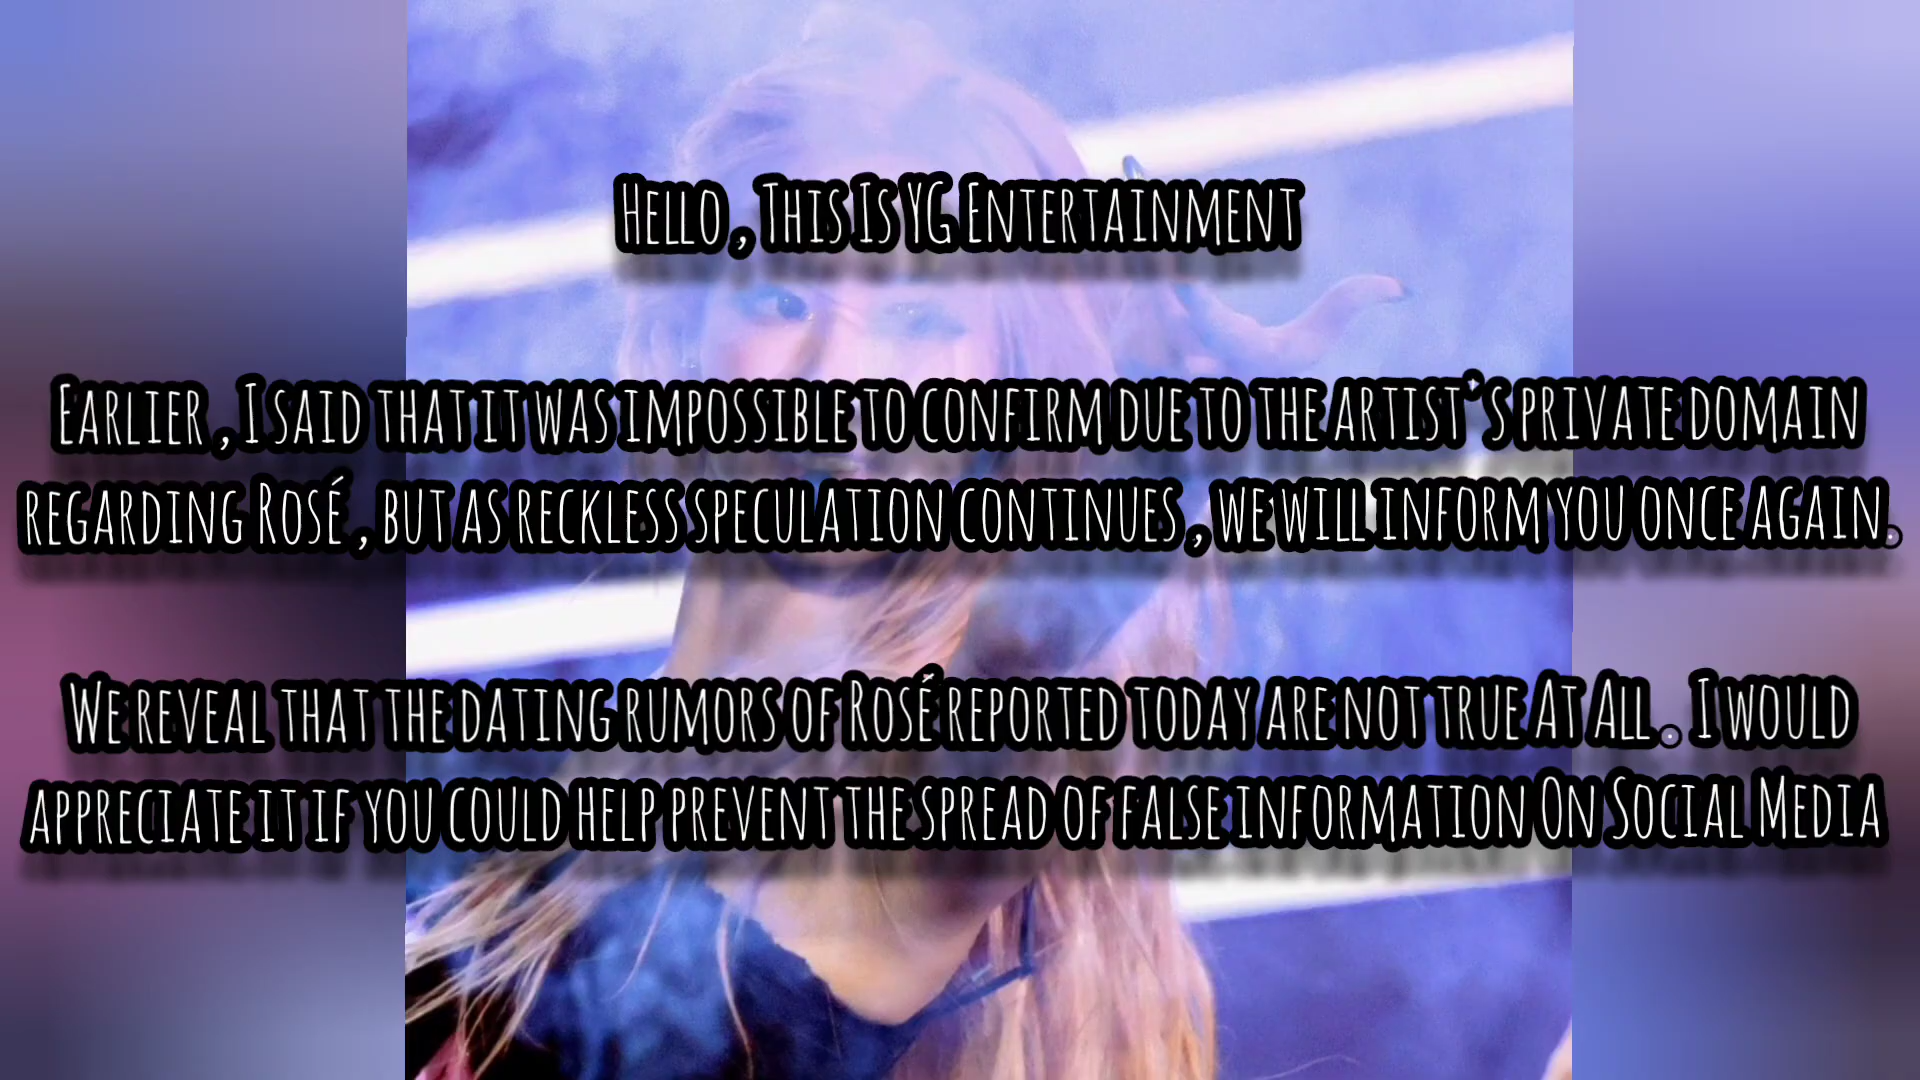 Hello , This Is YG Entertainment
Earlier , I said that it was impossible to confirm due to the artist's private domain
regarding Rosé , but as reckless speculation continues , we will inform you once again.
We reveal that the dating rumors of Rosé reported today are not true At All . I would
appreciate it if you could help prevent the spread of false information On Social Media